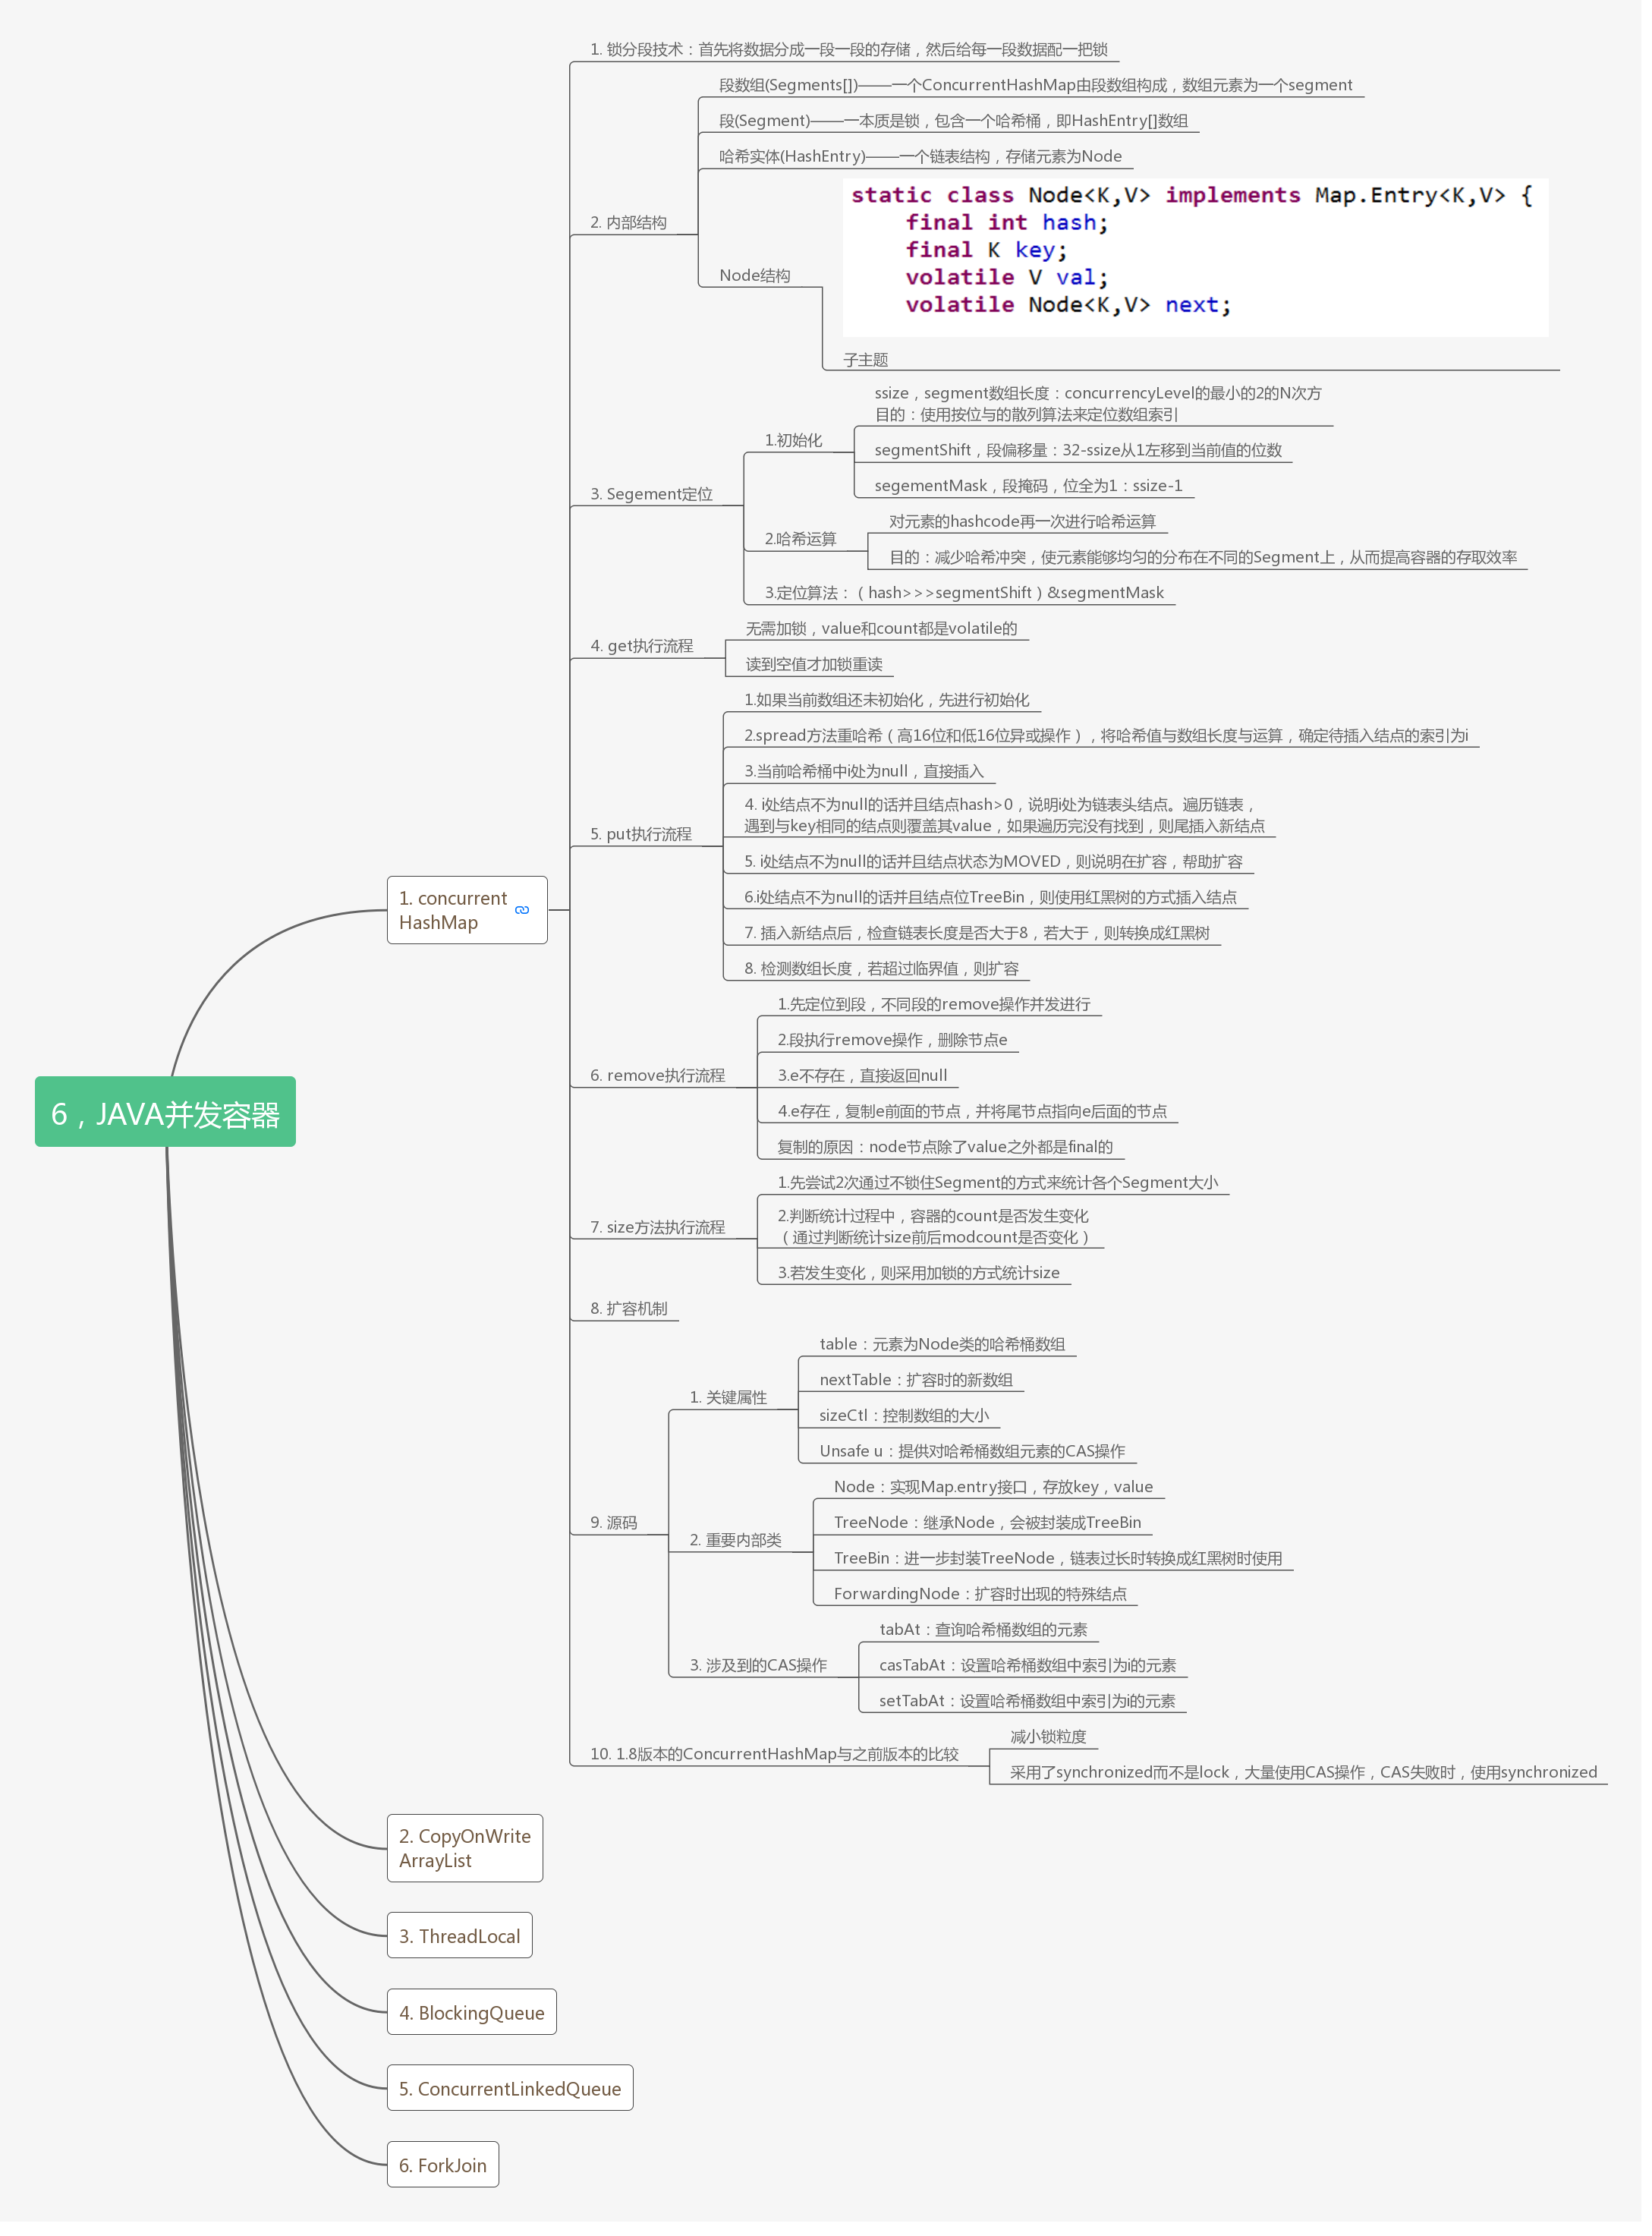 6，JAVA并发容器
1. concurrent
HashMap
1. 锁分段技术：首先将数据分成一段一段的存储，然后给每一段数据配一把锁
2. 内部结构
段数组(Segments[])——一个ConcurrentHashMap由段数组构成，数组元素为一个segment
段(Segment)——一本质是锁，包含一个哈希桶，即HashEntry[]数组
哈希实体(HashEntry)——一个链表结构，存储元素为Node
Node结构
static class Node<K,V> implements Map.Entry<K,V> {
final int hash;
final K key;
volatile V val;
volatile Node<K,V> next;
子主题
3. Segement定位
1.初始化
ssize，segment数组长度：concurrencyLevel的最小的2的N次方
目的：使用按位与的散列算法来定位数组索引
segmentShift，段偏移量：32-ssize从1左移到当前值的位数
segementMask，段掩码，位全为1：ssize-1
2.哈希运算
对元素的hashcode再一次进行哈希运算
目的：减少哈希冲突，使元素能够均匀的分布在不同的Segment上，从而提高容器的存取效率
3.定位算法：（hash>>>segmentShift）&segmentMask
4. get执行流程
无需加锁，value和count都是volatile的
读到空值才加锁重读
5. put执行流程
1.如果当前数组还未初始化，先进行初始化
2.spread方法重哈希（高16位和低16位异或操作），将哈希值与数组长度与运算，确定待插入结点的索引为i
3.当前哈希桶中i处为null，直接插入
4. i处结点不为null的话并且结点hash>0，说明i处为链表头结点。遍历链表，
遇到与key相同的结点则覆盖其value，如果遍历完没有找到，则尾插入新结点
5. i处结点不为null的话并且结点状态为MOVED，则说明在扩容，帮助扩容
6.i处结点不为null的话并且结点位TreeBin，则使用红黑树的方式插入结点
7. 插入新结点后，检查链表长度是否大于8，若大于，则转换成红黑树
8. 检测数组长度，若超过临界值，则扩容
6. remove执行流程
1.先定位到段，不同段的remove操作并发进行
2.段执行remove操作，删除节点e
3.e不存在，直接返回null
4.e存在，复制e前面的节点，并将尾节点指向e后面的节点
复制的原因：node节点除了value之外都是final的
7. size方法执行流程
1.先尝试2次通过不锁住Segment的方式来统计各个Segment大小
2.判断统计过程中，容器的count是否发生变化
（通过判断统计size前后modcount是否变化）
3.若发生变化，则采用加锁的方式统计size
8. 扩容机制
9. 源码
1. 关键属性
table：元素为Node类的哈希桶数组
nextTable：扩容时的新数组
sizeCtl：控制数组的大小
Unsafe u：提供对哈希桶数组元素的CAS操作
2. 重要内部类
Node：实现Map.entry接口，存放key，value
TreeNode：继承Node，会被封装成TreeBin
TreeBin：进一步封装TreeNode，链表过长时转换成红黑树时使用
ForwardingNode：扩容时出现的特殊结点
3. 涉及到的CAS操作
tabAt：查询哈希桶数组的元素
casTabAt：设置哈希桶数组中索引为i的元素
setTabAt：设置哈希桶数组中索引为i的元素
10. 1.8版本的ConcurrentHashMap与之前版本的比较
减小锁粒度
采用了synchronized而不是lock，大量使用CAS操作，CAS失败时，使用synchronized
2. CopyOnWrite
ArrayList
3. ThreadLocal
4. BlockingQueue
5. ConcurrentLinkedQueue
6. ForkJoin